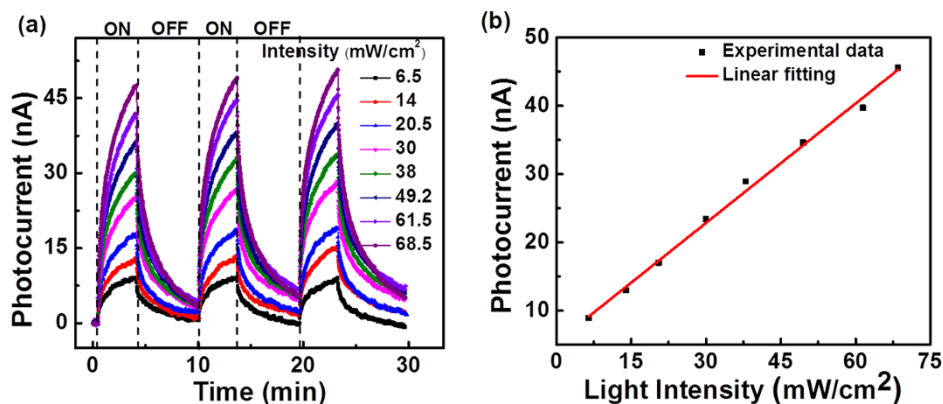 (a)
ON OFF ON OFF
Intensity (mW/cm²)
6.5
14
20.5
30
38
49.2
61.5
68.5
Photocurrent (nA)
45
30
15
0
0 10 20 30
Time (min)
(b)
Experimental data
Linear fitting
Photocurrent (nA)
50
40
30
20
10
0 15 30 45 60 75
Light Intensity (mW/cm²)